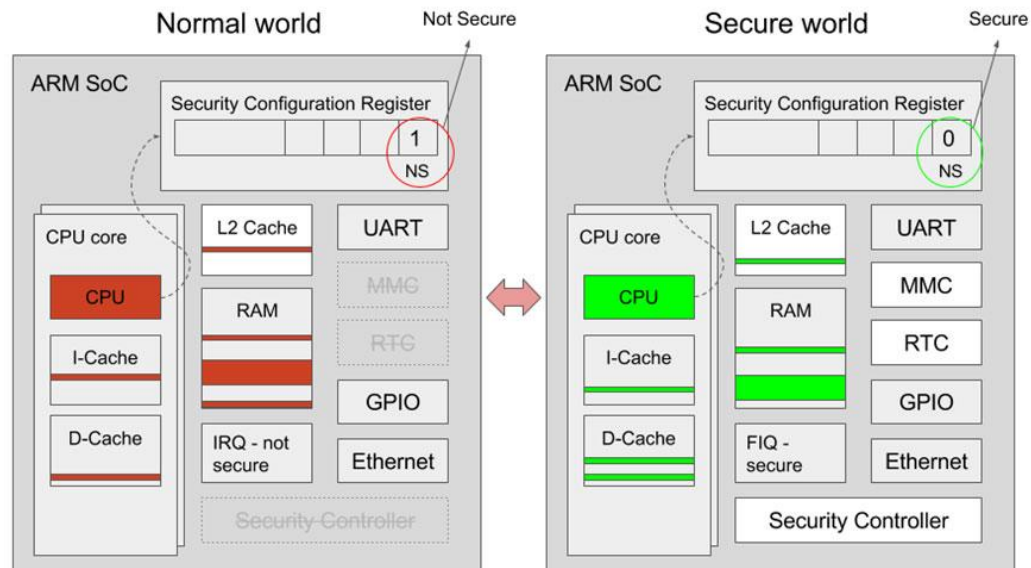 Normal world
Not Secure
ARM SoC
Security Configuration Register
1
NS
CPU core
CPU
I-Cache
D-Cache
L2 Cache
RAM
IRQ - not
secure
UART
MMC
RTC
GPIO
Ethernet
Security Controller
Secure world
Secure
ARM SoC
Security Configuration Register
0
NS
CPU core
CPU
I-Cache
D-Cache
L2 Cache
RAM
FIQ -
secure
UART
MMC
RTC
GPIO
Ethernet
Security Controller